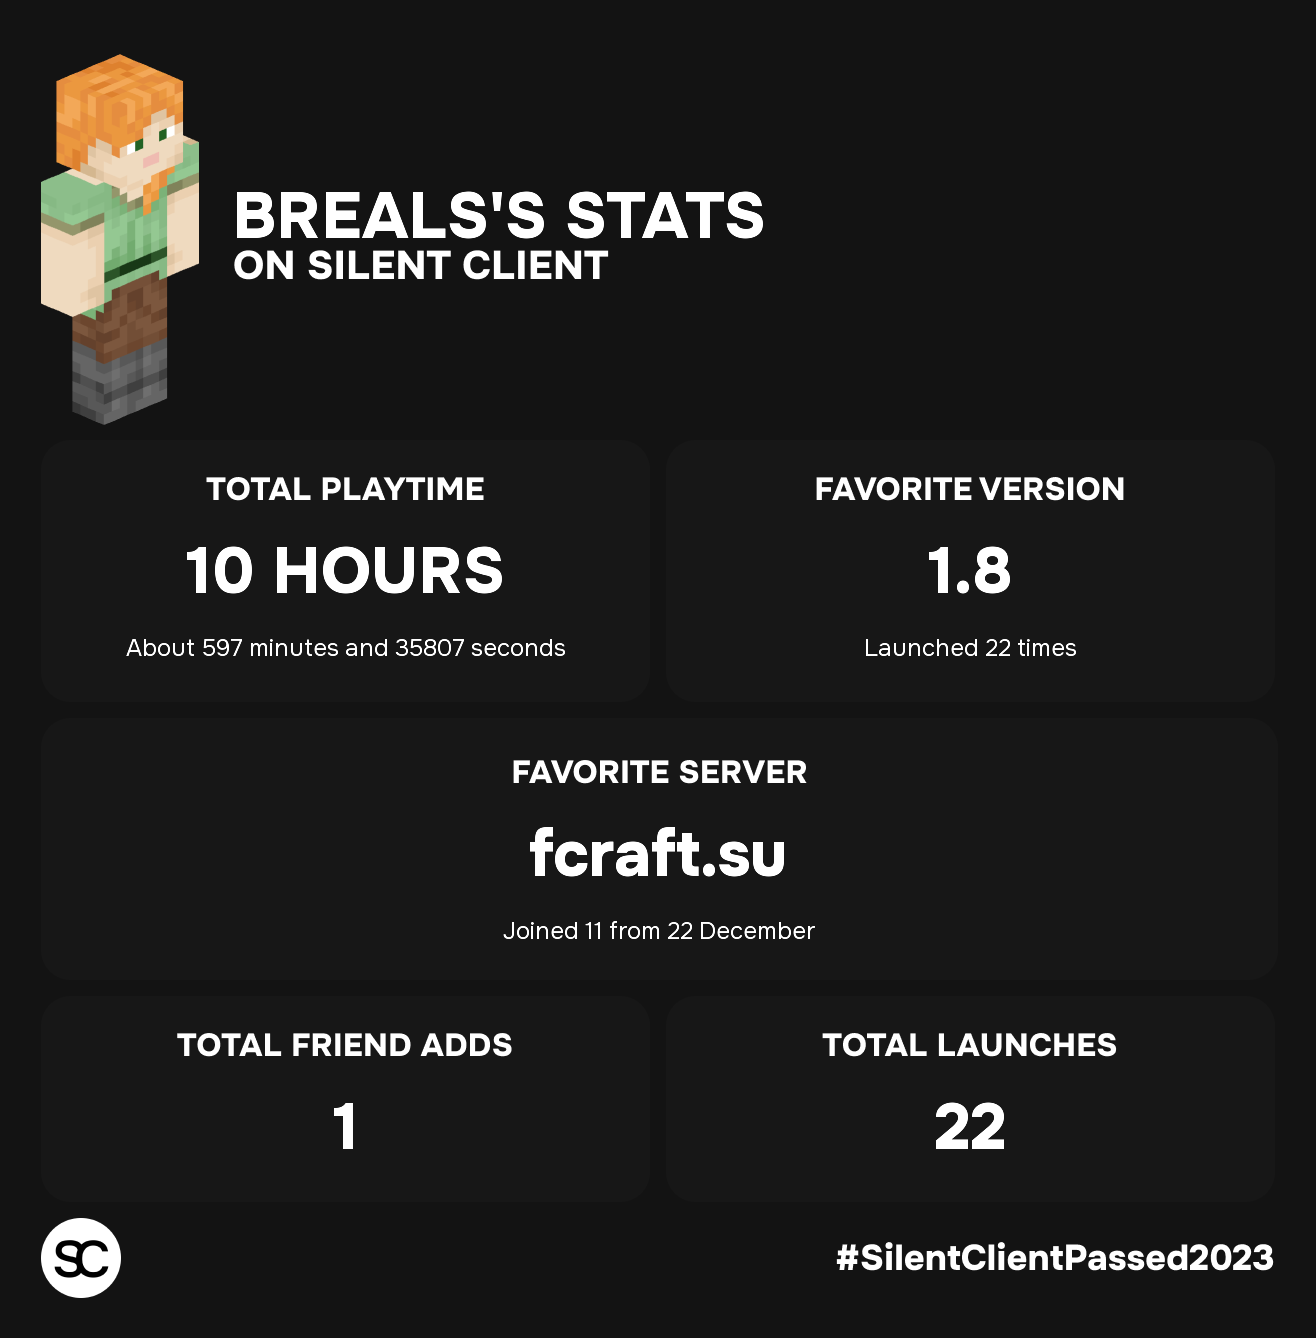 BREALS'S STATS
ON SILENT CLIENT
TOTAL PLAYTIME
10 HOURS
About 597 minutes and 35807 seconds
FAVORITE VERSION
1.8
Launched 22 times
FAVORITE SERVER
fcraft.su
Joined 11 from 22 December
TOTAL FRIEND ADDS
1
TOTAL LAUNCHES
22
SC
#SilentClientPassed2023